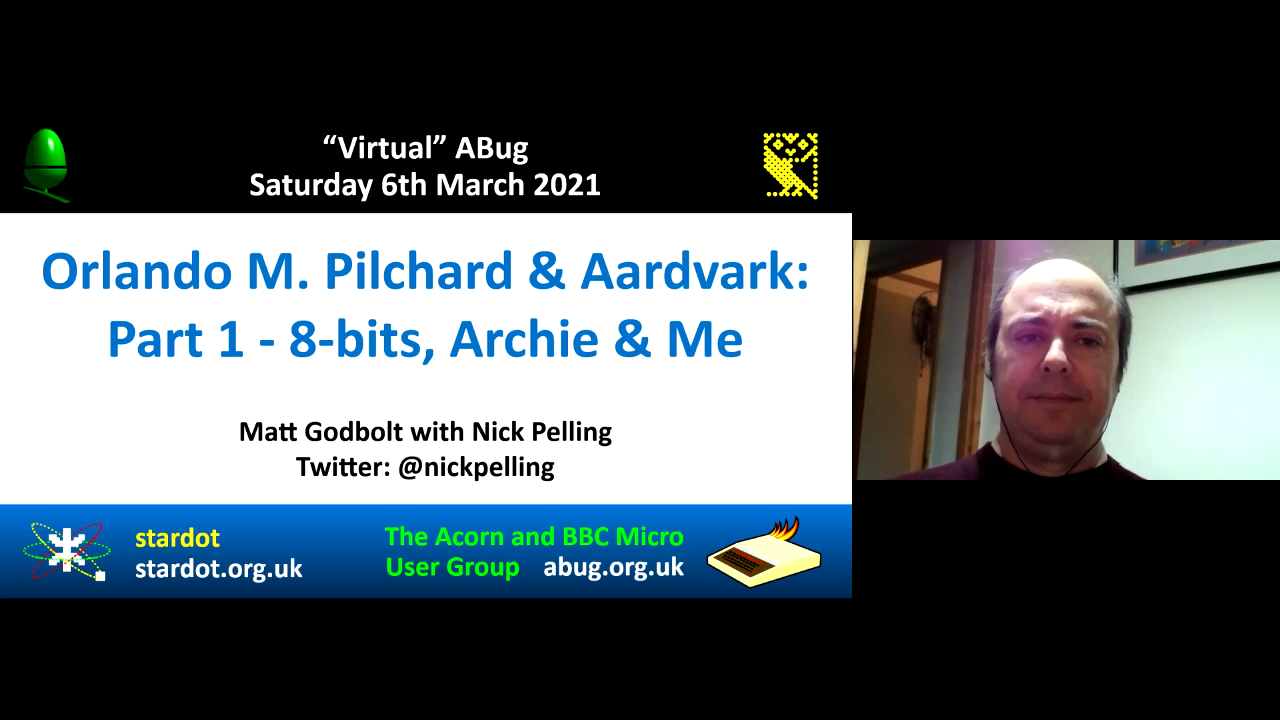 “Virtual” ABug
Saturday 6th March 2021
Orlando M. Pilchard & Aardvark:
Part 1 - 8-bits, Archie & Me
Matt Godbolt with Nick Pelling
Twitter: @nickpelling
stardot
stardot.org.uk
The Acorn and BBC Micro
User Group abug.org.uk